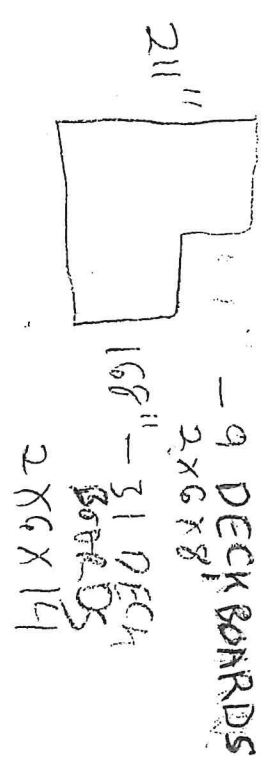 211"
- 9 DECK BOARDS
2x6x8'
168" - 31 DECK
BOARDS
2x6x14